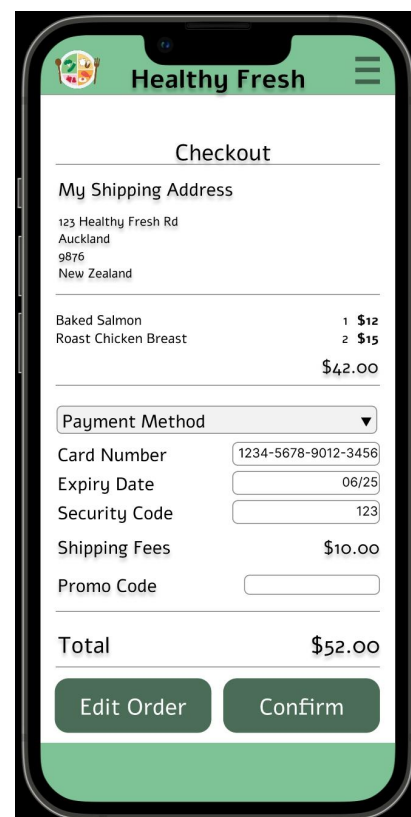 Healthy Fresh
Checkout
My Shipping Address
123 Healthy Fresh Rd
Auckland
9876
New Zealand
Baked Salmon 1 $12
Roast Chicken Breast 2 $15
$42.00
Payment Method ▼
Card Number 1234-5678-9012-3456
Expiry Date 06/25
Security Code 123
Shipping Fees $10.00
Promo Code
Total $52.00
Edit Order Confirm